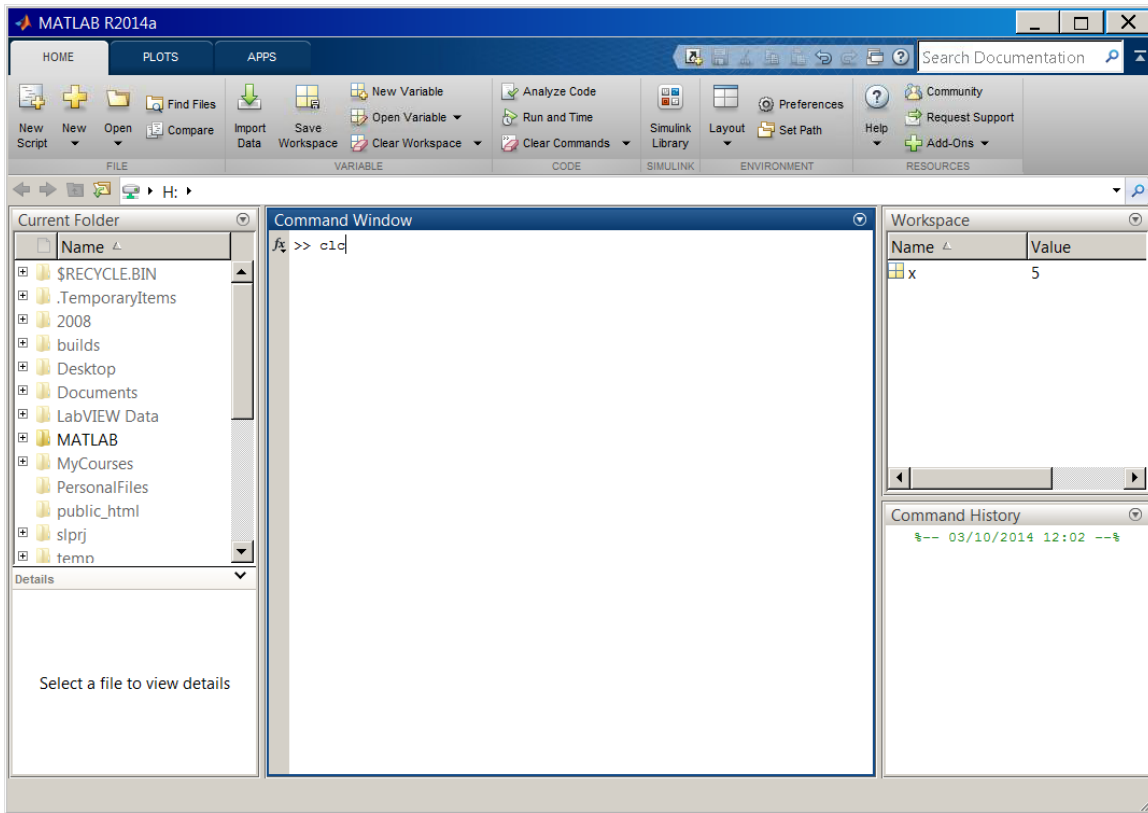 MATLAB R2014a
HOME PLOTS APPS
Search Documentation
New Script
New
Open
Find Files
Compare
Import Data
Save Workspace
New Variable
Open Variable
Clear Workspace
Analyze Code
Run and Time
Clear Commands
Simulink Library
Layout
Preferences
Set Path
Help
Community
Request Support
Add-Ons
FILE VARIABLE CODE SIMULINK ENVIRONMENT RESOURCES
H:
Current Folder
Name
$RECYCLE.BIN
.TemporaryItems
2008
builds
Desktop
Documents
LabVIEW Data
MATLAB
MyCourses
PersonalFiles
public_html
slprj
temp
Details
Select a file to view details
Command Window
fx >> clc
Workspace
Name Value
x 5
Command History
%-- 03/10/2014 12:02 --%